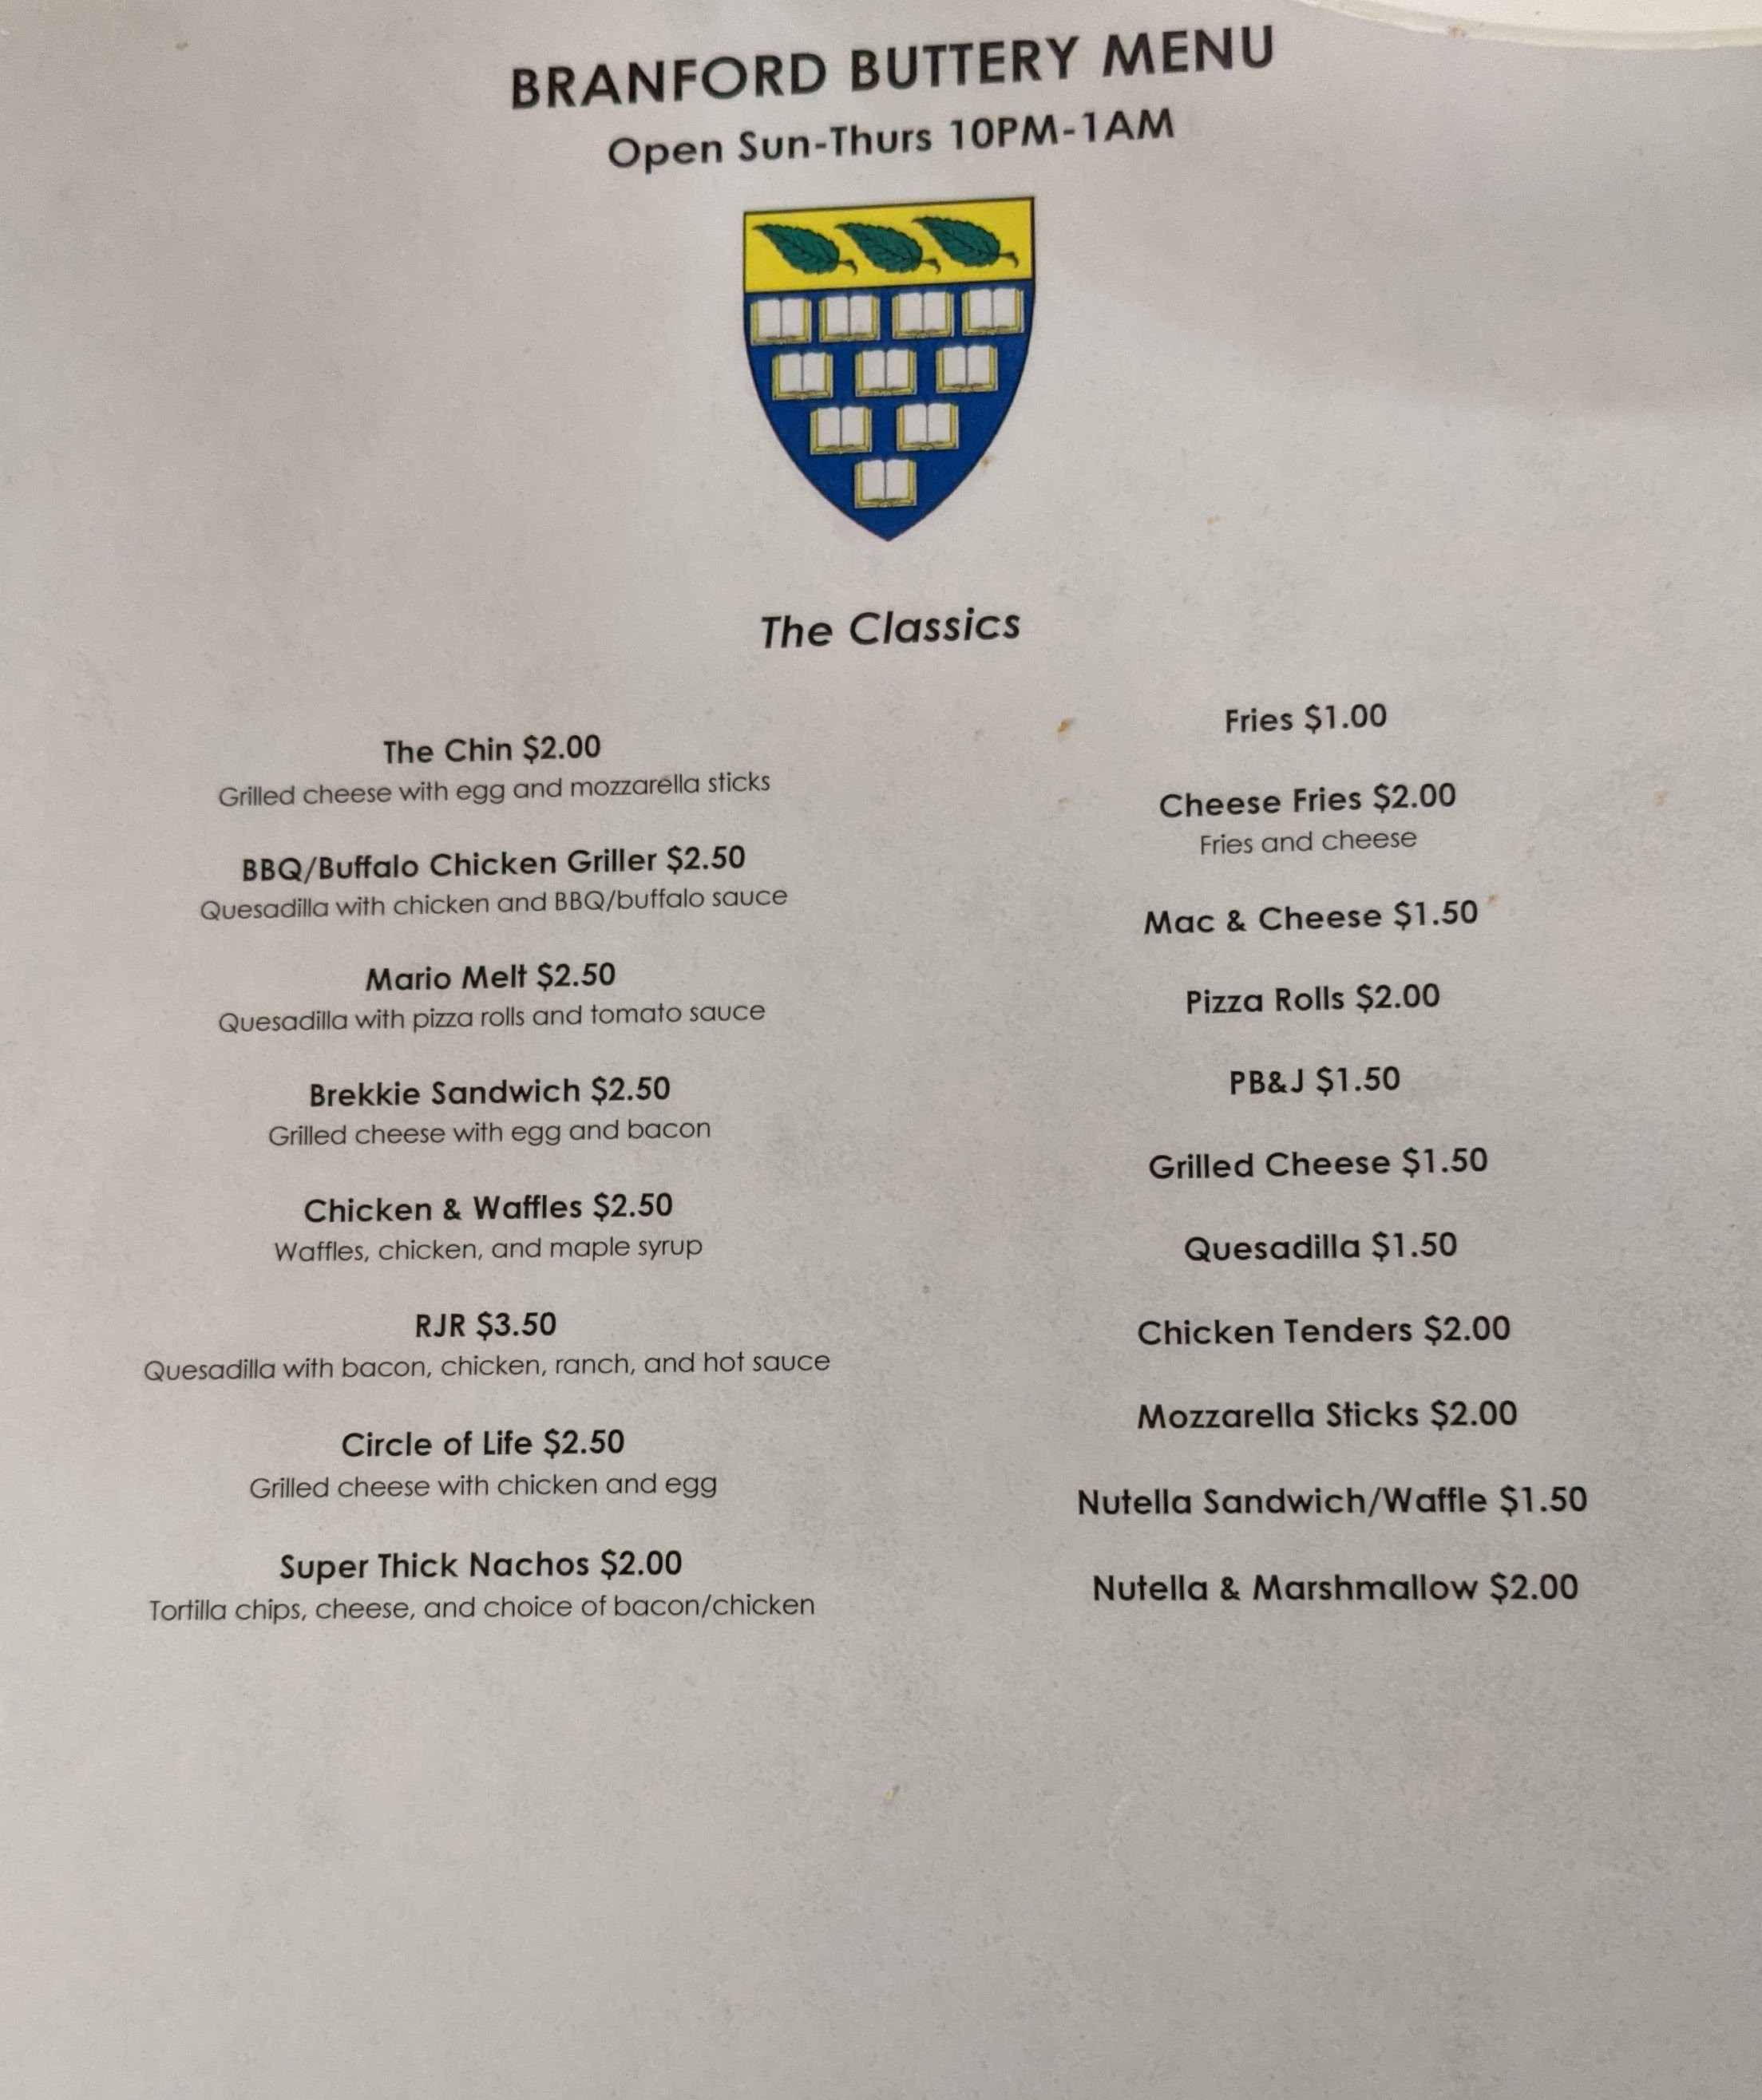 BRANFORD BUTTERY MENU
Open Sun-Thurs 10PM-1AM
The Classics
The Chin $2.00
Grilled cheese with egg and mozzarella sticks
BBQ/Buffalo Chicken Griller $2.50
Quesadilla with chicken and BBQ/buffalo sauce
Mario Melt $2.50
Quesadilla with pizza rolls and tomato sauce
Brekkie Sandwich $2.50
Grilled cheese with egg and bacon
Chicken & Waffles $2.50
Waffles, chicken, and maple syrup
RJR $3.50
Quesadilla with bacon, chicken, ranch, and hot sauce
Circle of Life $2.50
Grilled cheese with chicken and egg
Super Thick Nachos $2.00
Tortilla chips, cheese, and choice of bacon/chicken
Fries $1.00
Cheese Fries $2.00
Fries and cheese
Mac & Cheese $1.50
Pizza Rolls $2.00
PB&J $1.50
Grilled Cheese $1.50
Quesadilla $1.50
Chicken Tenders $2.00
Mozzarella Sticks $2.00
Nutella Sandwich/Waffle $1.50
Nutella & Marshmallow $2.00